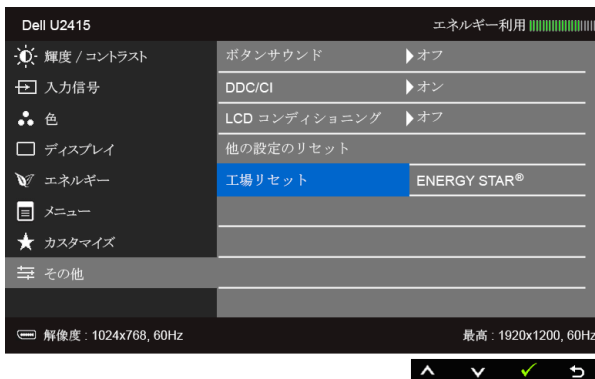 Dell U2415 エネルギー利用
輝度 / コントラスト ボタンサウンド オフ
入力信号 DDC/CI オン
色 LCD コンディショニング オフ
ディスプレイ 他の設定のリセット
エネルギー 工場リセット ENERGY STAR®
メニュー
カスタマイズ
その他
解像度 : 1024x768, 60Hz 最高 : 1920x1200, 60Hz